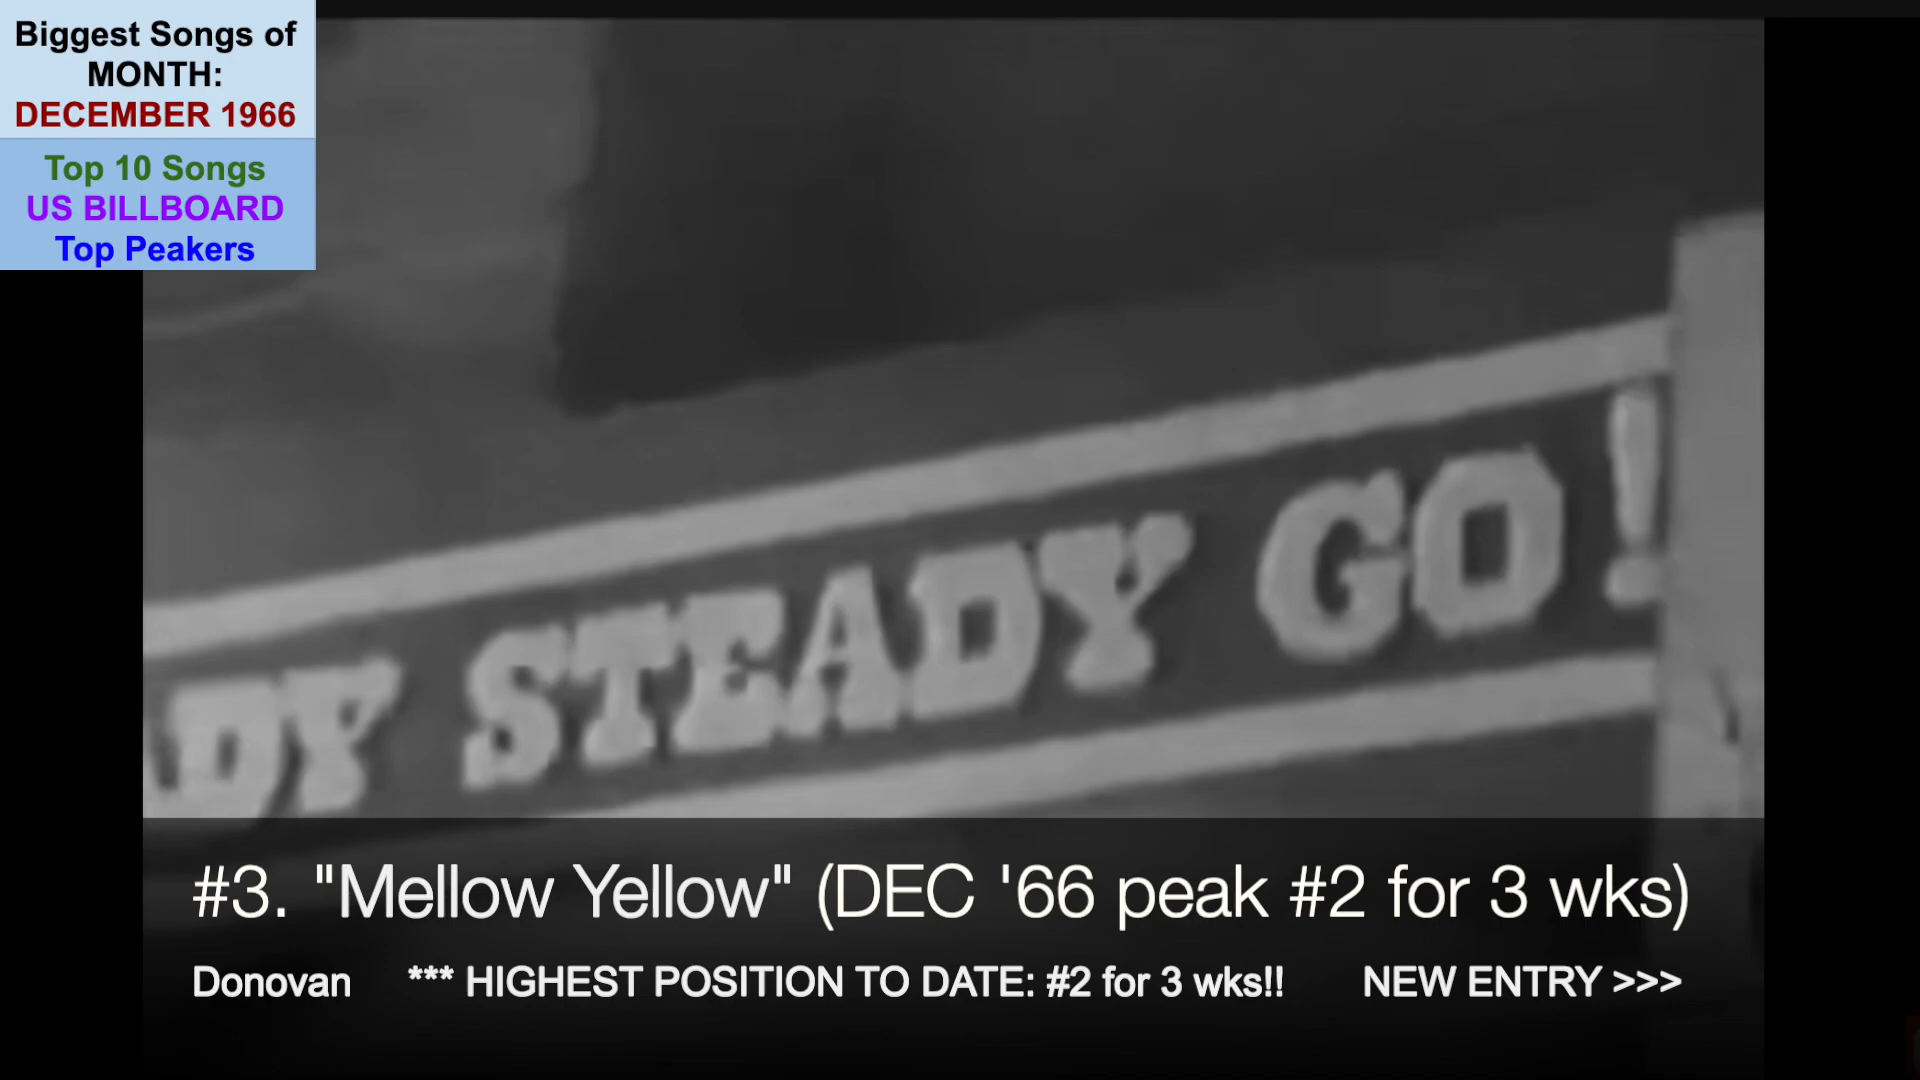 Biggest Songs of
MONTH:
DECEMBER 1966
Top 10 Songs
US BILLBOARD
Top Peakers
DY STEADY GO!
#3. "Mellow Yellow" (DEC '66 peak #2 for 3 wks)
Donovan *** HIGHEST POSITION TO DATE: #2 for 3 wks!! NEW ENTRY >>>